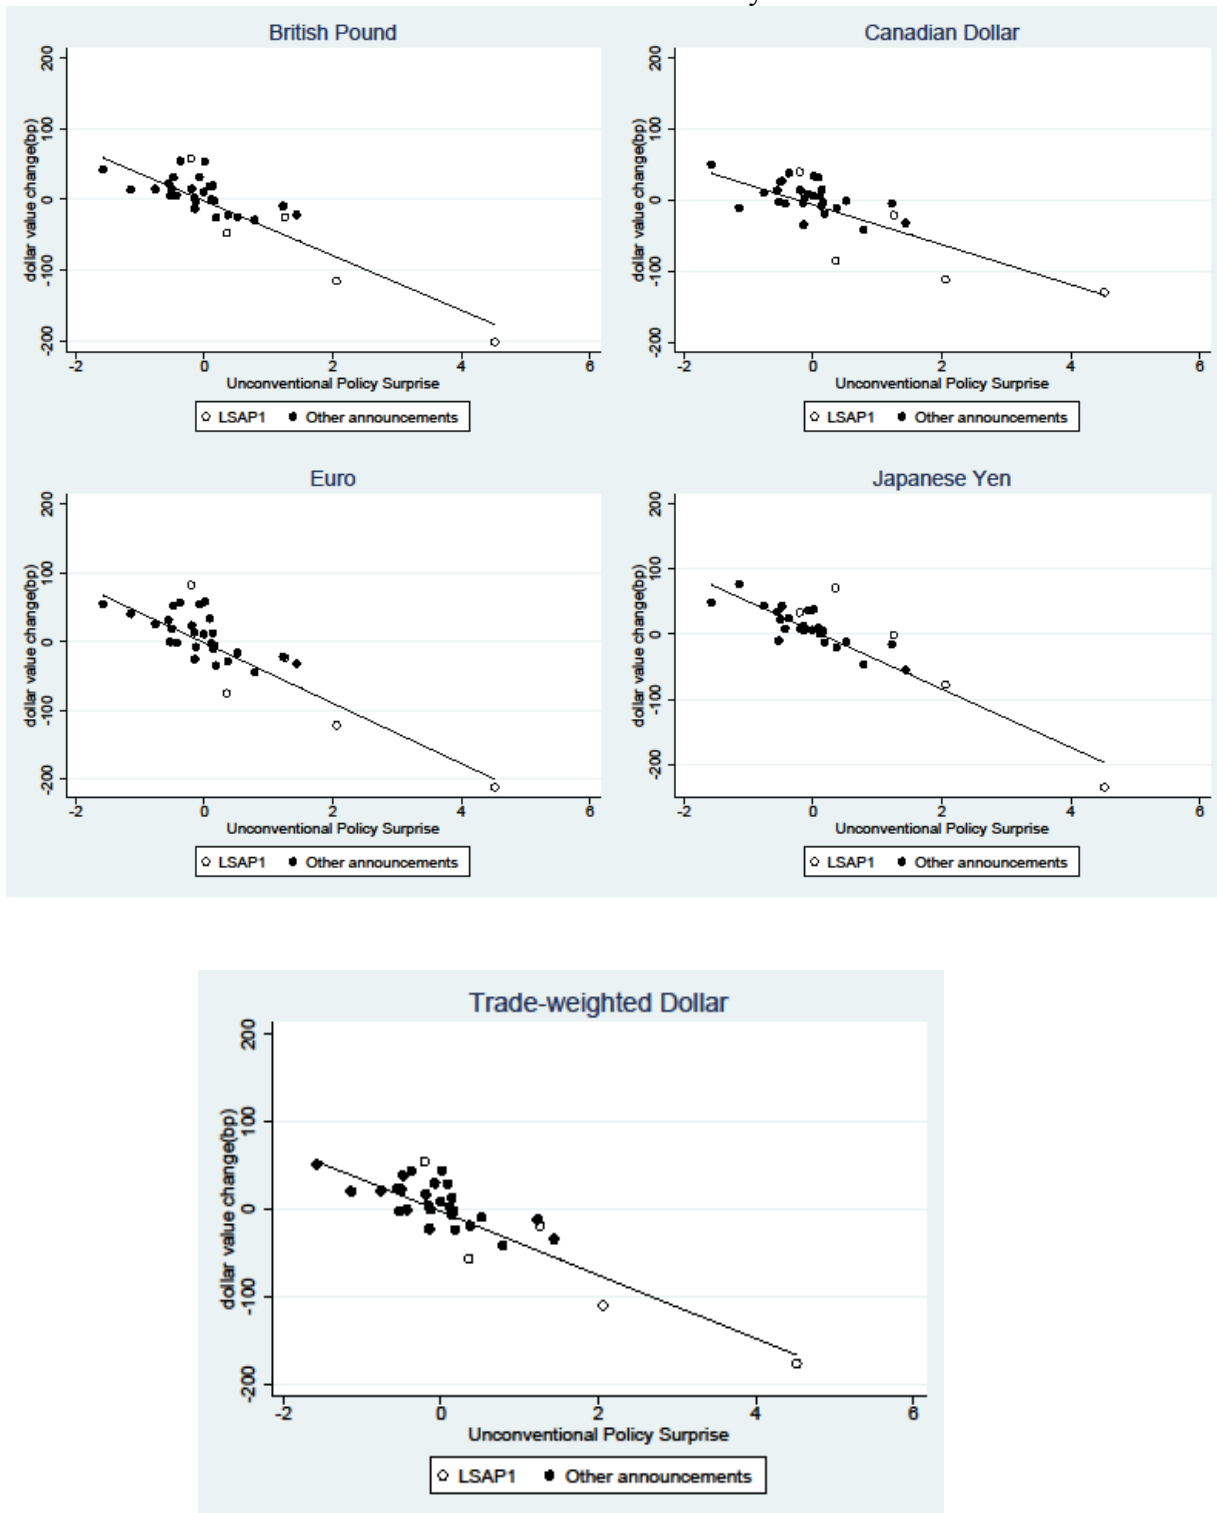 British Pound
dollar value change(bp)
200
100
0
-100
-200
-2 0 2 4 6
Unconventional Policy Surprise
LSAP1 Other announcements
Canadian Dollar
dollar value change(bp)
200
100
0
-100
-200
-2 0 2 4 6
Unconventional Policy Surprise
LSAP1 Other announcements
Euro
dollar value change(bp)
200
100
0
-100
-200
-2 0 2 4 6
Unconventional Policy Surprise
LSAP1 Other announcements
Japanese Yen
dollar value change(bp)
200
100
0
-100
-200
-2 0 2 4 6
Unconventional Policy Surprise
LSAP1 Other announcements
Trade-weighted Dollar
dollar value change(bp)
200
100
0
-100
-200
-2 0 2 4 6
Unconventional Policy Surprise
LSAP1 Other announcements